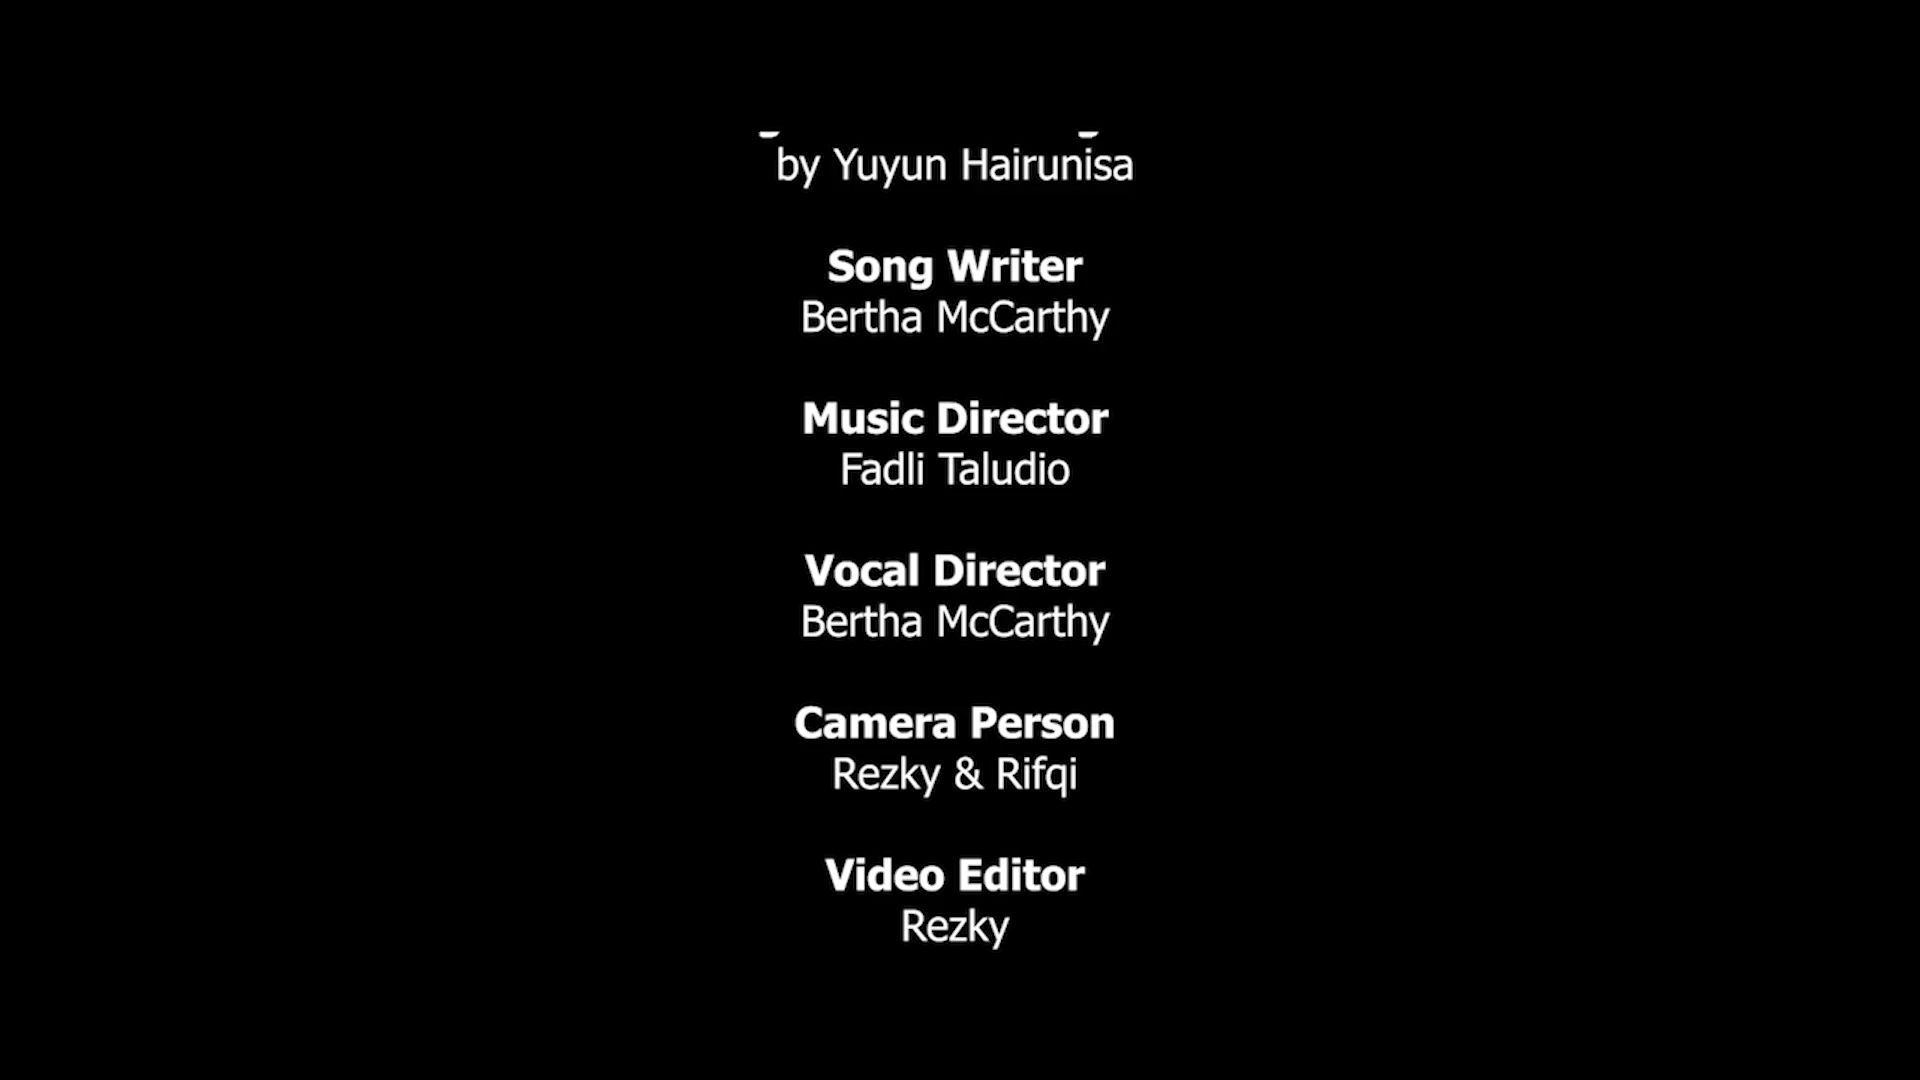 by Yuyun Hairunisa
Song Writer
Bertha McCarthy
Music Director
Fadli Taludio
Vocal Director
Bertha McCarthy
Camera Person
Rezky & Rifqi
Video Editor
Rezky